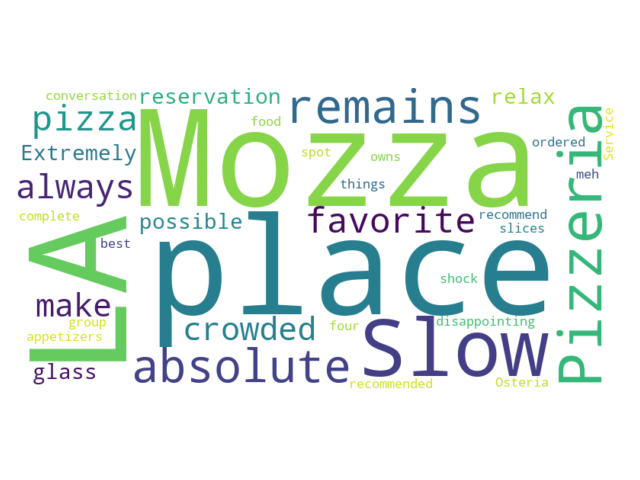 conversation
reservation
remains
relax
pizza
Mozza
food
Pizzeria
Service
Extremely
spot
owns
ordered
always
things
meh
complete
possible
favorite
recommend
slices
LA
best
place
shock
make
group
crowded
four
Slow
disappointing
appetizers
glass
absolute
recommended
Osteria